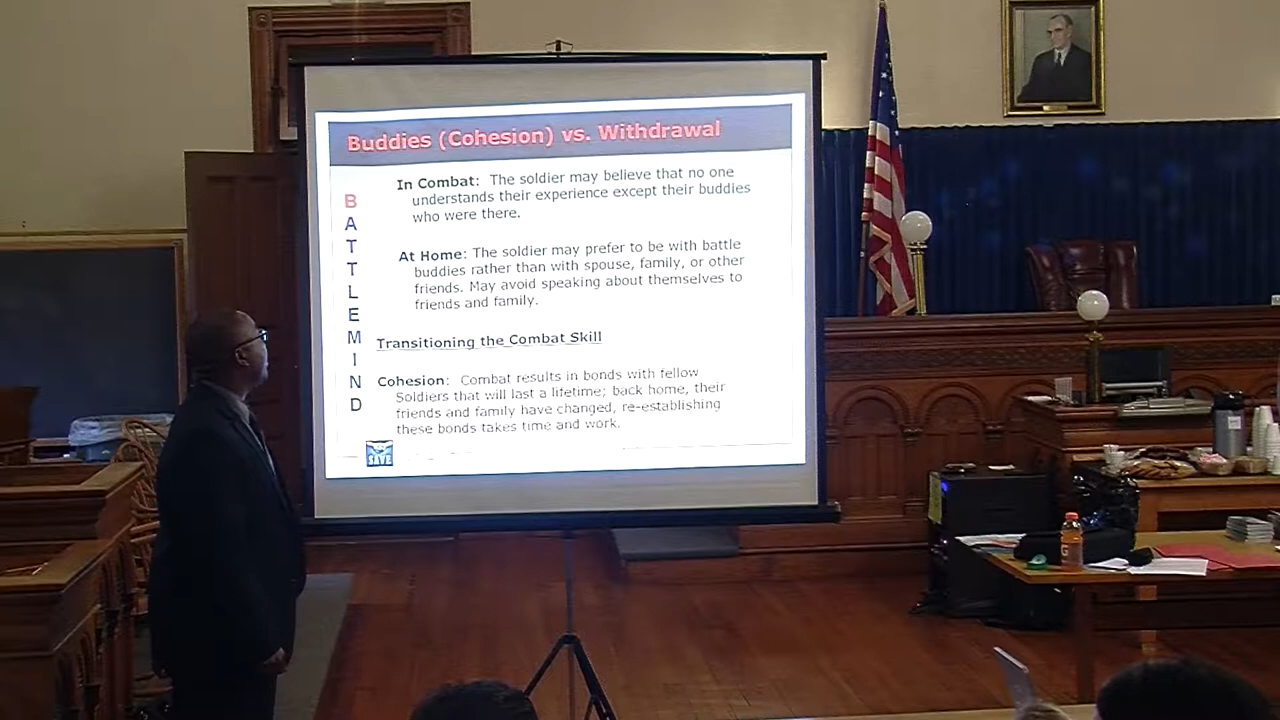 Buddies (Cohesion) vs. Withdrawal
B
A
T
T
L
E
M
I
N
D
In Combat: The soldier may believe that no one
understands their experience except their buddies
who were there.
At Home: The soldier may prefer to be with battle
buddies rather than with spouse, family, or other
friends. May avoid speaking about themselves to
friends and family.
Transitioning the Combat Skill
Cohesion: Combat results in bonds with fellow
Soldiers that will last a lifetime; back home, their
friends and family have changed, re-establishing
these bonds takes time and work.
SAVE
G